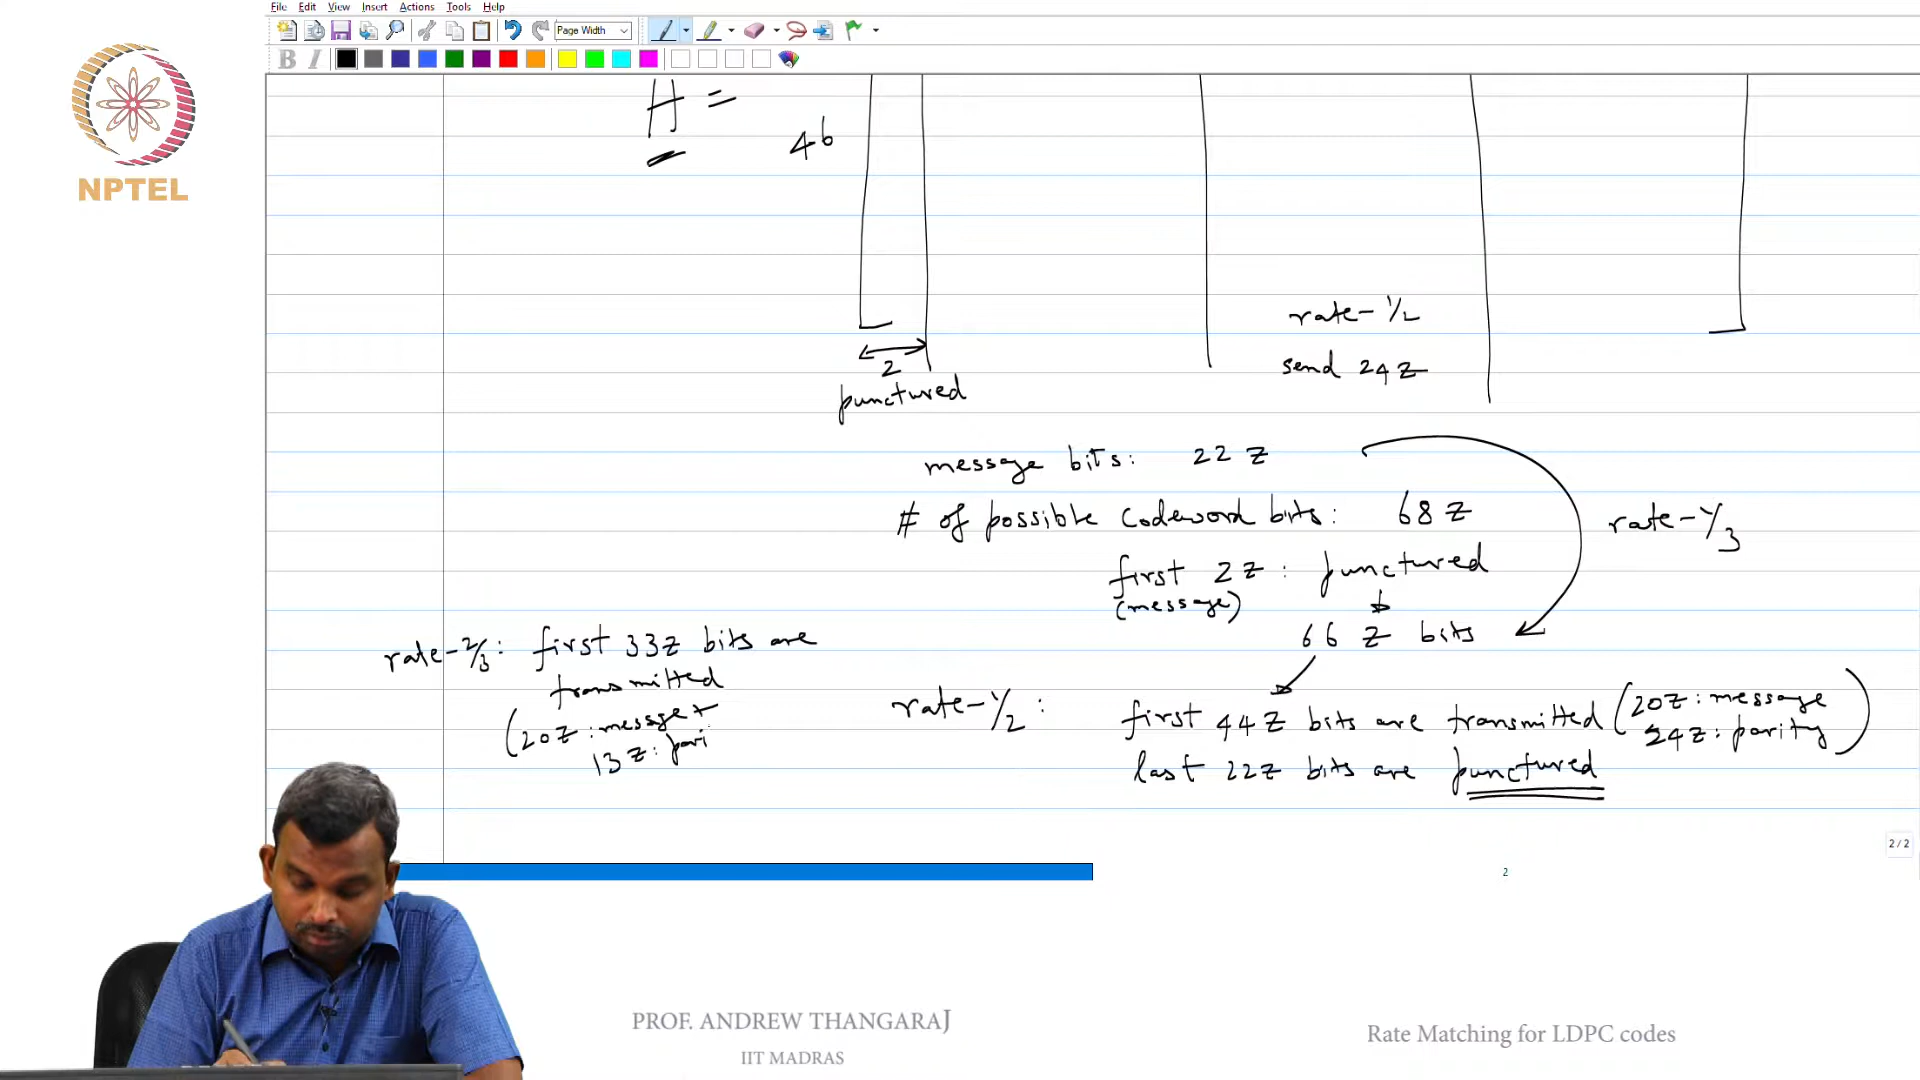 File Edit View Insert Actions Tools Help
Page Width
B I
NPTEL
H =
46
rate-1/2
send 24z
2
punctured
message bits: 22 z
# of possible codeword bits: 68 z
rate-1/3
first 2z: punctured
(message)
66 z bits
rate-2/3: first 33z bits are
transmitted
(20z: message +
13z: pari
rate-1/2: first 44z bits are transmitted (20z: message
24z: parity)
last 22z bits are punctured
2/2
2
PROF. ANDREW THANGARAJ
IIT MADRAS
Rate Matching for LDPC codes